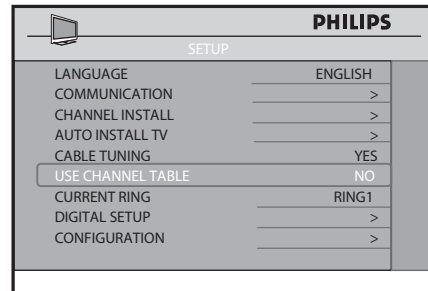 PHILIPS
SETUP
LANGUAGE ENGLISH
COMMUNICATION >
CHANNEL INSTALL >
AUTO INSTALL TV >
CABLE TUNING YES
USE CHANNEL TABLE NO
CURRENT RING RING1
DIGITAL SETUP >
CONFIGURATION >